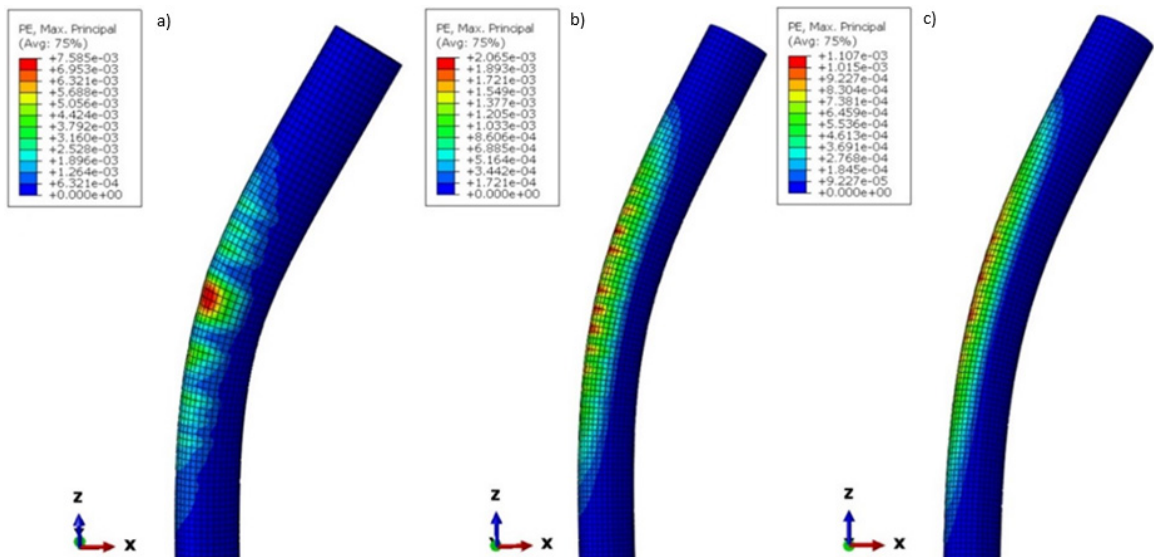 a)
PE, Max. Principal
(Avg: 75%)
+7.585e-03
+6.953e-03
+6.321e-03
+5.688e-03
+5.056e-03
+4.424e-03
+3.792e-03
+3.160e-03
+2.528e-03
+1.896e-03
+1.264e-03
+6.321e-04
+0.000e+00
z
x
b)
PE, Max. Principal
(Avg: 75%)
+2.065e-03
+1.893e-03
+1.721e-03
+1.549e-03
+1.377e-03
+1.205e-03
+1.033e-03
+8.606e-04
+6.885e-04
+5.164e-04
+3.442e-04
+1.721e-04
+0.000e+00
z
x
c)
PE, Max. Principal
(Avg: 75%)
+1.107e-03
+1.015e-03
+9.227e-04
+8.304e-04
+7.381e-04
+6.459e-04
+5.536e-04
+4.613e-04
+3.691e-04
+2.768e-04
+1.845e-04
+9.227e-05
+0.000e+00
z
x